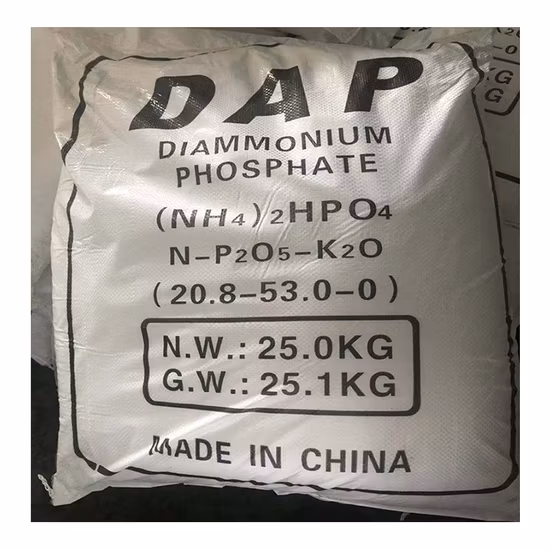 DAP
DIAMMONIUM
PHOSPHATE
(NH4)2HPO4
N-P2O5-K2O
(20.8-53.0-0)
N.W.: 25.0KG
G.W.: 25.1KG
MADE IN CHINA